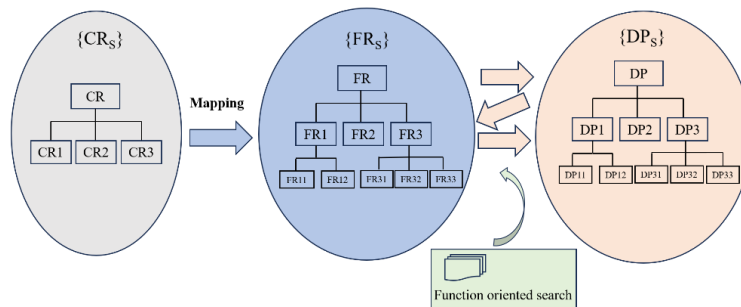 {CRS}
{FRS}
{DPS}
CR
CR1 CR2 CR3
Mapping
FR
FR1 FR2 FR3
FR11 FR12 FR31 FR32 FR33
DP
DP1 DP2 DP3
DP11 DP12 DP31 DP32 DP33
Function oriented search